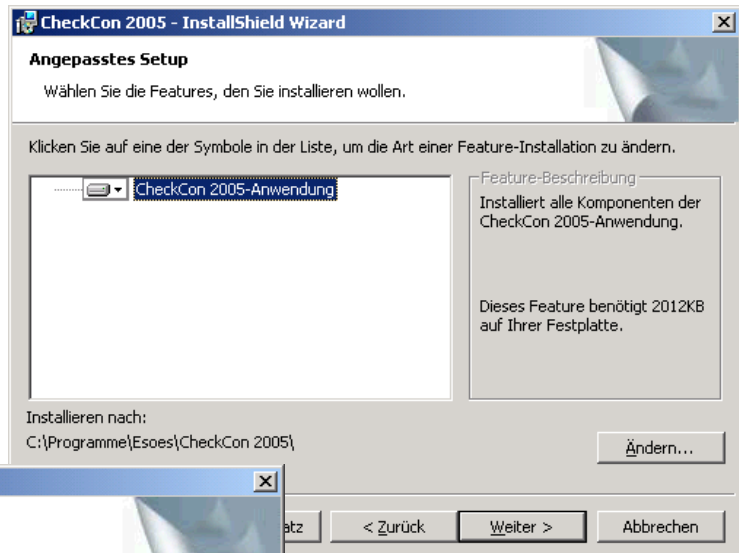 CheckCon 2005 - InstallShield Wizard
Angepasstes Setup
Wählen Sie die Features, den Sie installieren wollen.
Klicken Sie auf eine der Symbole in der Liste, um die Art einer Feature-Installation zu ändern.
CheckCon 2005-Anwendung
Feature-Beschreibung
Installiert alle Komponenten der
CheckCon 2005-Anwendung.
Dieses Feature benötigt 2012KB
auf Ihrer Festplatte.
Installieren nach:
C:\Programme\Esoes\CheckCon 2005\
Ändern...
atz
< Zurück
Weiter >
Abbrechen